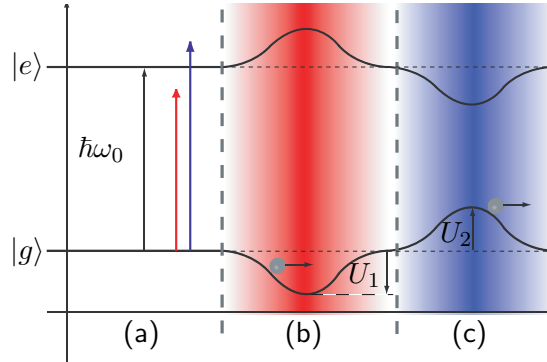 |e⟩
ℏω₀
|g⟩
U₁
U₂
(a)
(b)
(c)